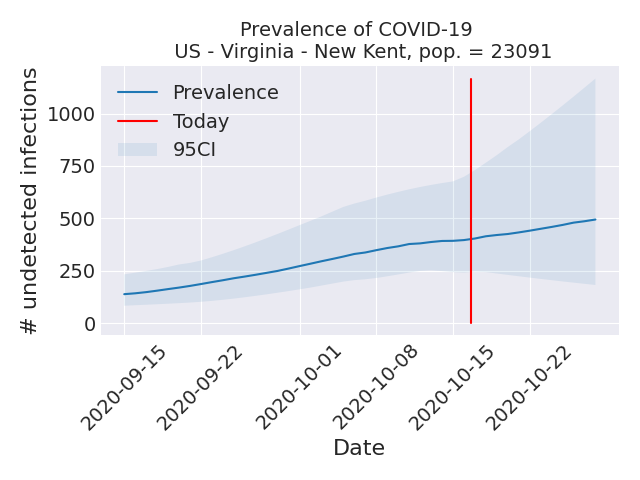 Prevalence of COVID-19
US - Virginia - New Kent, pop. = 23091
# undetected infections
1000
750
500
250
0
Prevalence
Today
95CI
2020-09-15
2020-09-22
2020-10-01
2020-10-08
2020-10-15
2020-10-22
Date